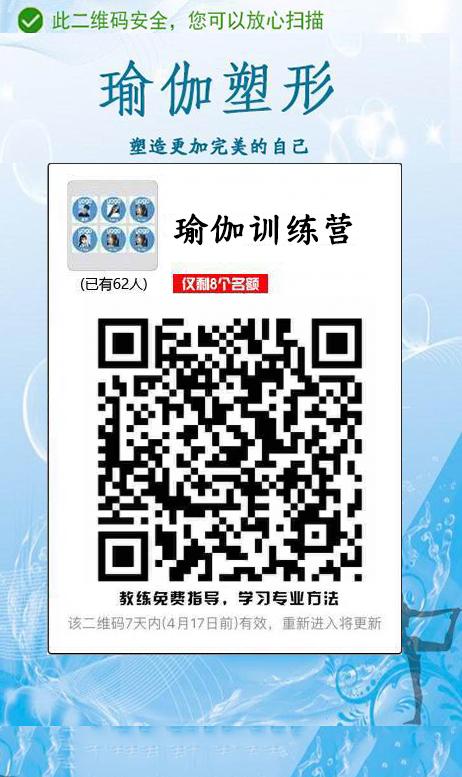 此二维码安全，您可以放心扫描
瑜伽塑形
塑造更加完美的自己
瑜伽训练营
(已有62人)
仅剩8个名额
教练免费指导，学习专业方法
该二维码7天内(4月17日前)有效，重新进入将更新